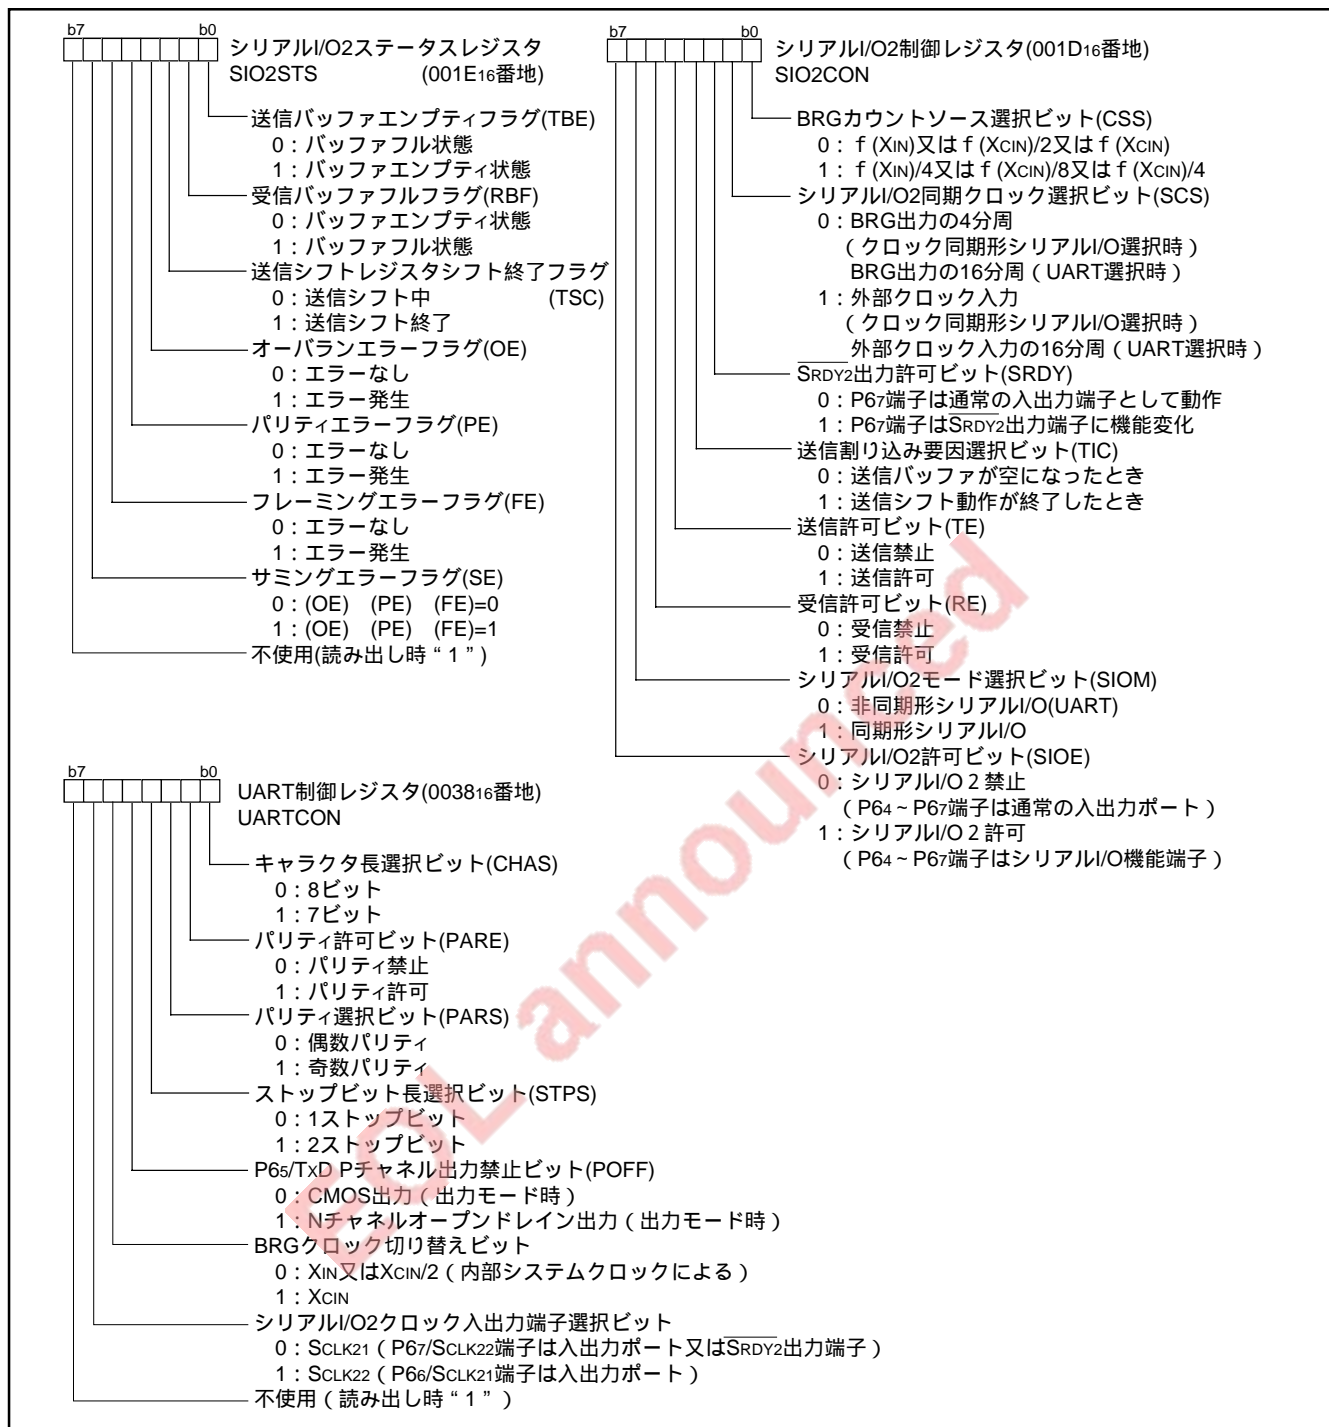 b7 b0
シリアルI/O2ステータスレジスタ
SIO2STS (001E16番地)
送信バッファエンプティフラグ(TBE)
0:バッファフル状態
1:バッファエンプティ状態
受信バッファフルフラグ(RBF)
0:バッファエンプティ状態
1:バッファフル状態
送信シフトレジスタシフト終了フラグ
0:送信シフト中 (TSC)
1:送信シフト終了
オーバランエラーフラグ(OE)
0:エラーなし
1:エラー発生
パリティエラーフラグ(PE)
0:エラーなし
1:エラー発生
フレーミングエラーフラグ(FE)
0:エラーなし
1:エラー発生
サミングエラーフラグ(SE)
0:(OE) (PE) (FE)=0
1:(OE) (PE) (FE)=1
不使用(読み出し時“1”)
b7 b0
シリアルI/O2制御レジスタ(001D16番地)
SIO2CON
BRGカウントソース選択ビット(CSS)
0:f(XIN)又はf(XCIN)/2又はf(XCIN)
1:f(XIN)/4又はf(XCIN)/8又はf(XCIN)/4
シリアルI/O2同期クロック選択ビット(SCS)
0:BRG出力の4分周
(クロック同期形シリアルI/O選択時)
BRG出力の16分周(UART選択時)
1:外部クロック入力
(クロック同期形シリアルI/O選択時)
外部クロック入力の16分周(UART選択時)
SRDY2出力許可ビット(SRDY)
0:P67端子は通常の入出力端子として動作
1:P67端子はSRDY2出力端子に機能変化
送信割り込み要因選択ビット(TIC)
0:送信バッファが空になったとき
1:送信シフト動作が終了したとき
送信許可ビット(TE)
0:送信禁止
1:送信許可
受信許可ビット(RE)
0:受信禁止
1:受信許可
シリアルI/O2モード選択ビット(SIOM)
0:非同期形シリアルI/O(UART)
1:同期形シリアルI/O
シリアルI/O2許可ビット(SIOE)
0:シリアルI/O2禁止
(P64~P67端子は通常の入出力ポート)
1:シリアルI/O2許可
(P64~P67端子はシリアルI/O機能端子)
b7 b0
UART制御レジスタ(003816番地)
UARTCON
キャラクタ長選択ビット(CHAS)
0:8ビット
1:7ビット
パリティ許可ビット(PARE)
0:パリティ禁止
1:パリティ許可
パリティ選択ビット(PARS)
0:偶数パリティ
1:奇数パリティ
ストップビット長選択ビット(STPS)
0:1ストップビット
1:2ストップビット
P65/TXD Pチャネル出力禁止ビット(POFF)
0:CMOS出力(出力モード時)
1:Nチャネルオープンドレイン出力(出力モード時)
BRGクロック切り替えビット
0:XIN又はXCIN/2(内部システムクロックによる)
1:XCIN
シリアルI/O2クロック入出力端子選択ビット
0:SCLK21(P67/SCLK22端子は入出力ポート又はSRDY2出力端子)
1:SCLK22(P66/SCLK21端子は入出力ポート)
不使用(読み出し時“1”)
EOL announced